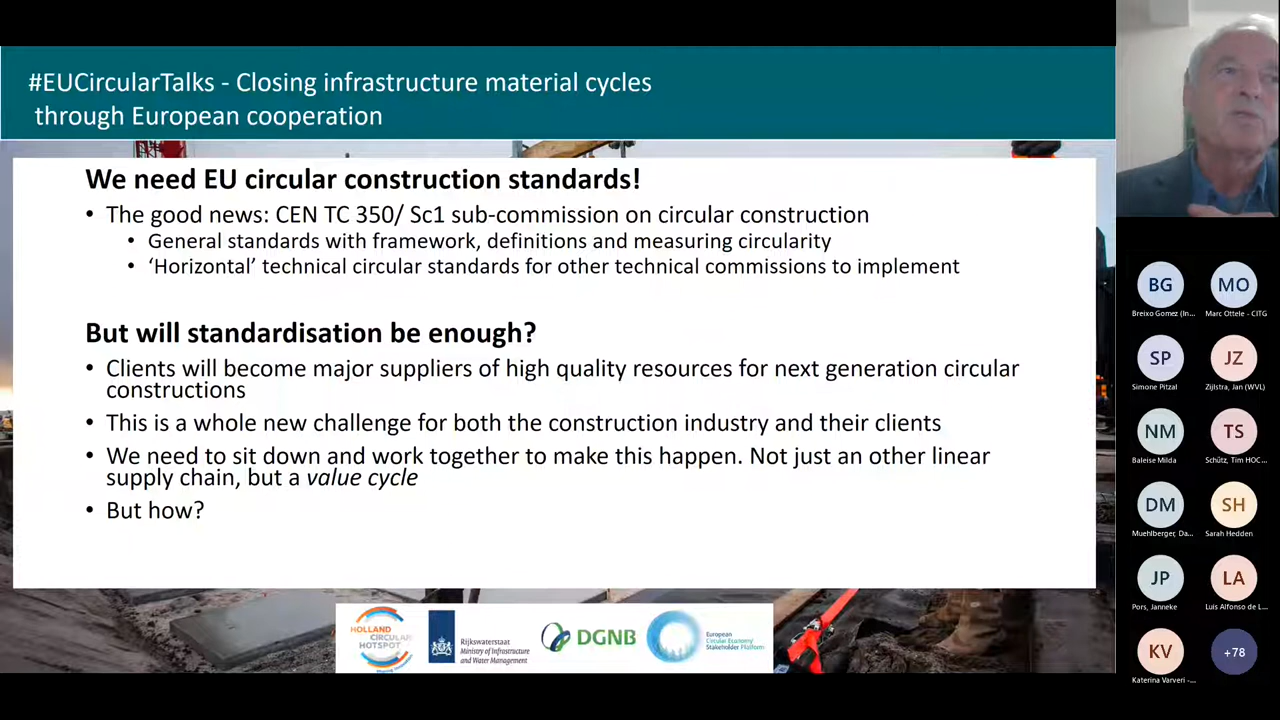 #EUCircularTalks - Closing infrastructure material cycles
through European cooperation
We need EU circular construction standards!
• The good news: CEN TC 350/ Sc1 sub-commission on circular construction
• General standards with framework, definitions and measuring circularity
• ‘Horizontal’ technical circular standards for other technical commissions to implement
But will standardisation be enough?
• Clients will become major suppliers of high quality resources for next generation circular
constructions
• This is a whole new challenge for both the construction industry and their clients
• We need to sit down and work together to make this happen. Not just an other linear
supply chain, but a value cycle
• But how?
HOLLAND
CIRCULAR
HOTSPOT
Rijkswaterstaat
Ministry of Infrastructure
and Water Management
DGNB
European
Circular Economy
Stakeholder Platform
BG
Breixo Gomez (In...
MO
Marc Ottele - CITG
SP
Simone Pitzal
JZ
Zijlstra, Jan (WVL)
NM
Baleise Milda
TS
Schütz, Tim HOC...
DM
Muehlberger, Da...
SH
Sarah Hedden
JP
Pors, Janneke
LA
Luis Alfonso de L...
KV
Katerina Varveri -...
+78